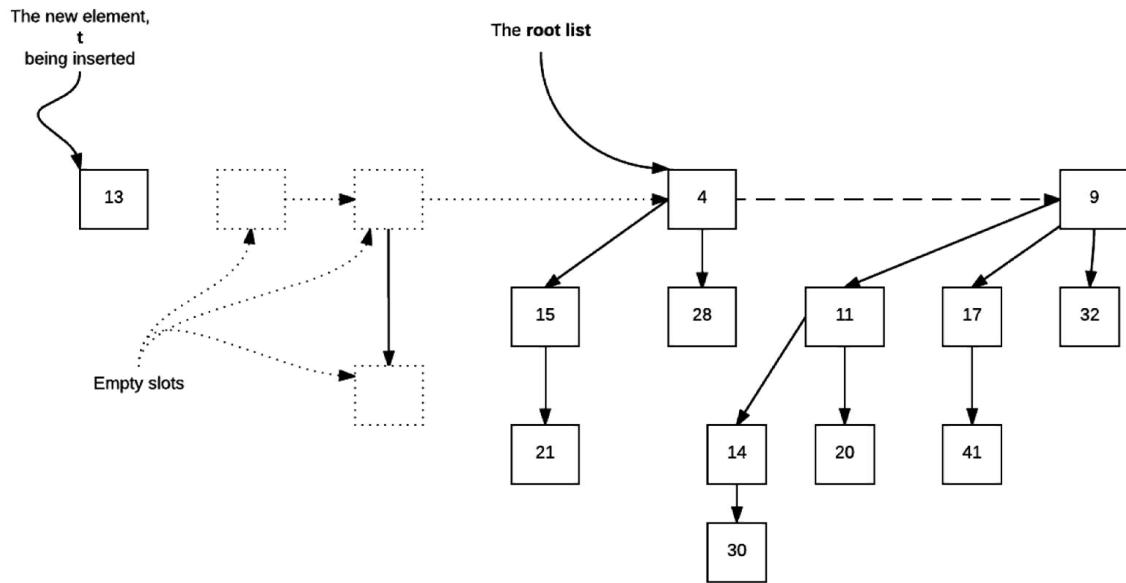 The new element,
t
being inserted
The root list
13
4
9
15
28
11
17
32
Empty slots
21
14
20
41
30